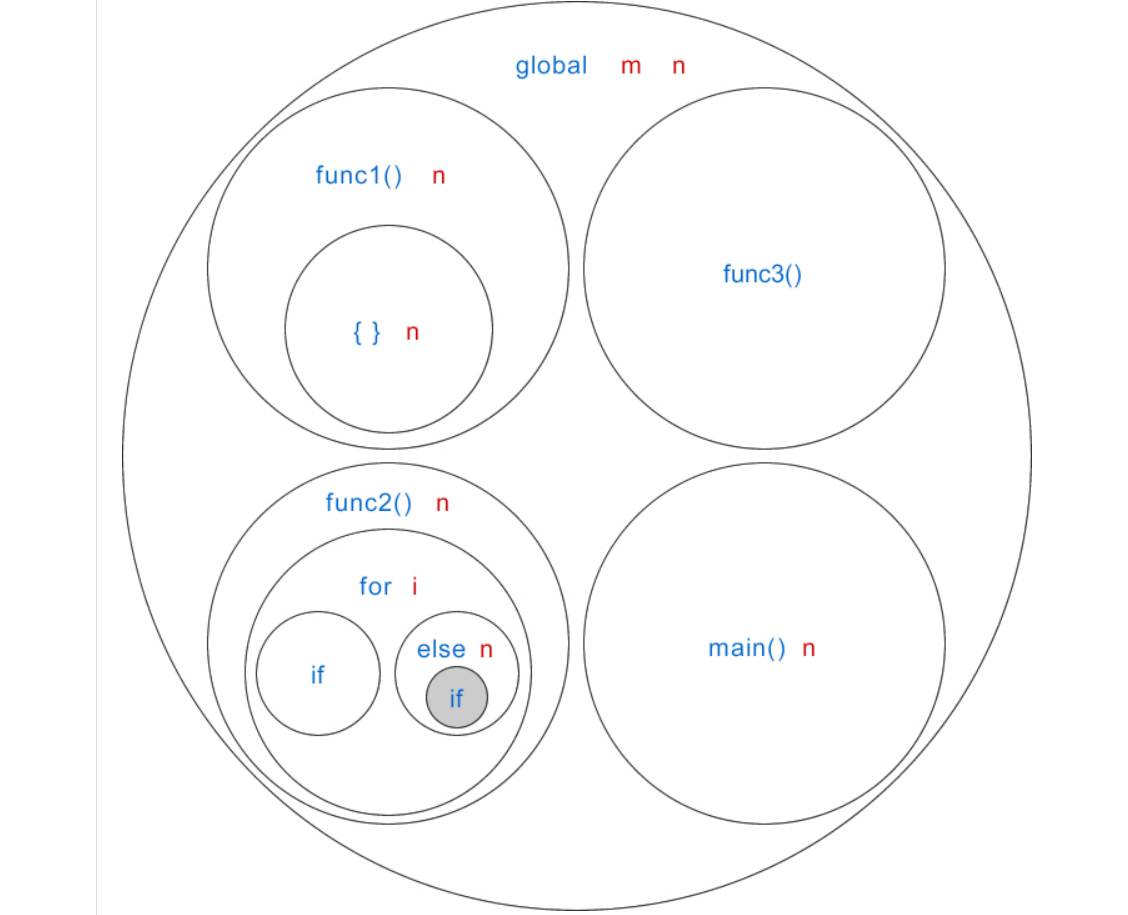 global m n
func1() n
{ } n
func3()
func2() n
for i
if
else n
if
main() n